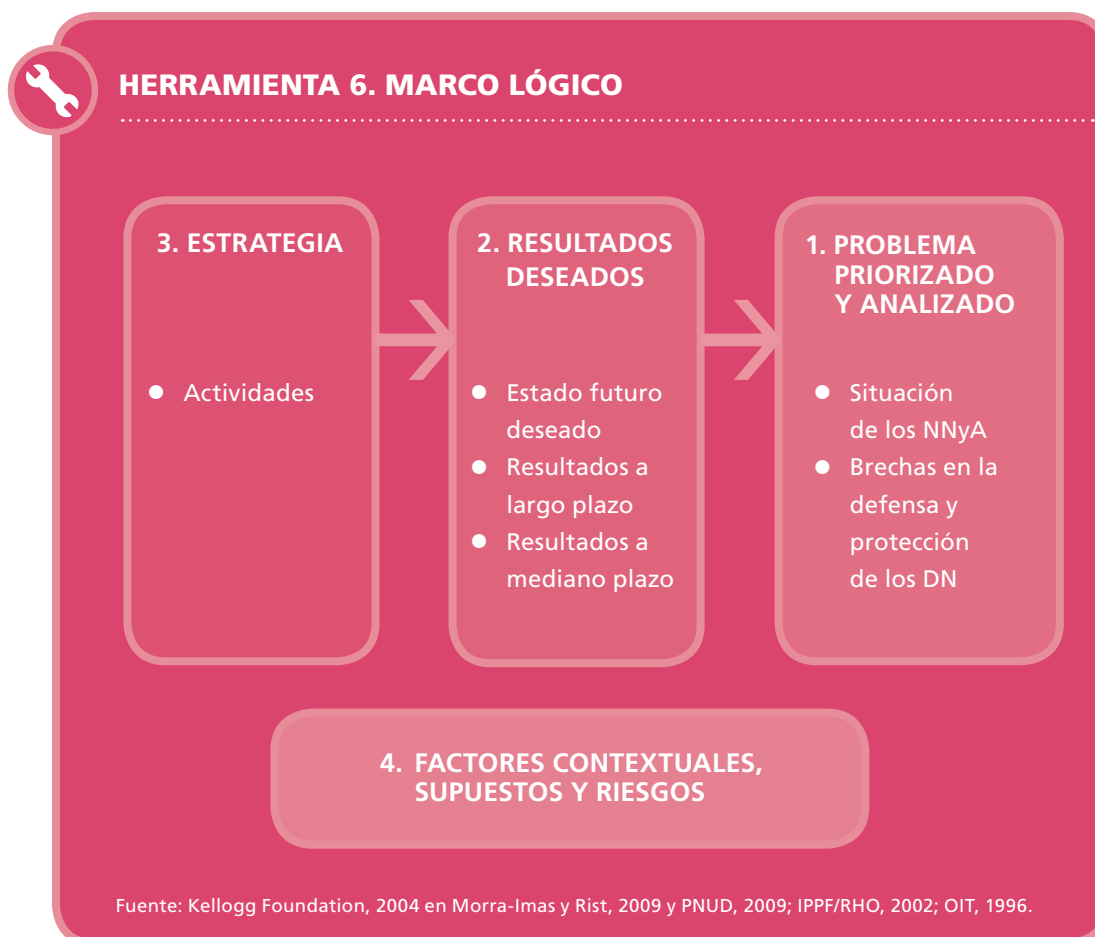 HERRAMIENTA 6. MARCO LÓGICO
3. ESTRATEGIA
● Actividades
2. RESULTADOS
DESEADOS
● Estado futuro
deseado
● Resultados a
largo plazo
● Resultados a
mediano plazo
1. PROBLEMA
PRIORIZADO
Y ANALIZADO
● Situación
de los NNyA
● Brechas en la
defensa y
protección
de los DN
4. FACTORES CONTEXTUALES,
SUPUESTOS Y RIESGOS
Fuente: Kellogg Foundation, 2004 en Morra-Imas y Rist, 2009 y PNUD, 2009; IPPF/RHO, 2002; OIT, 1996.